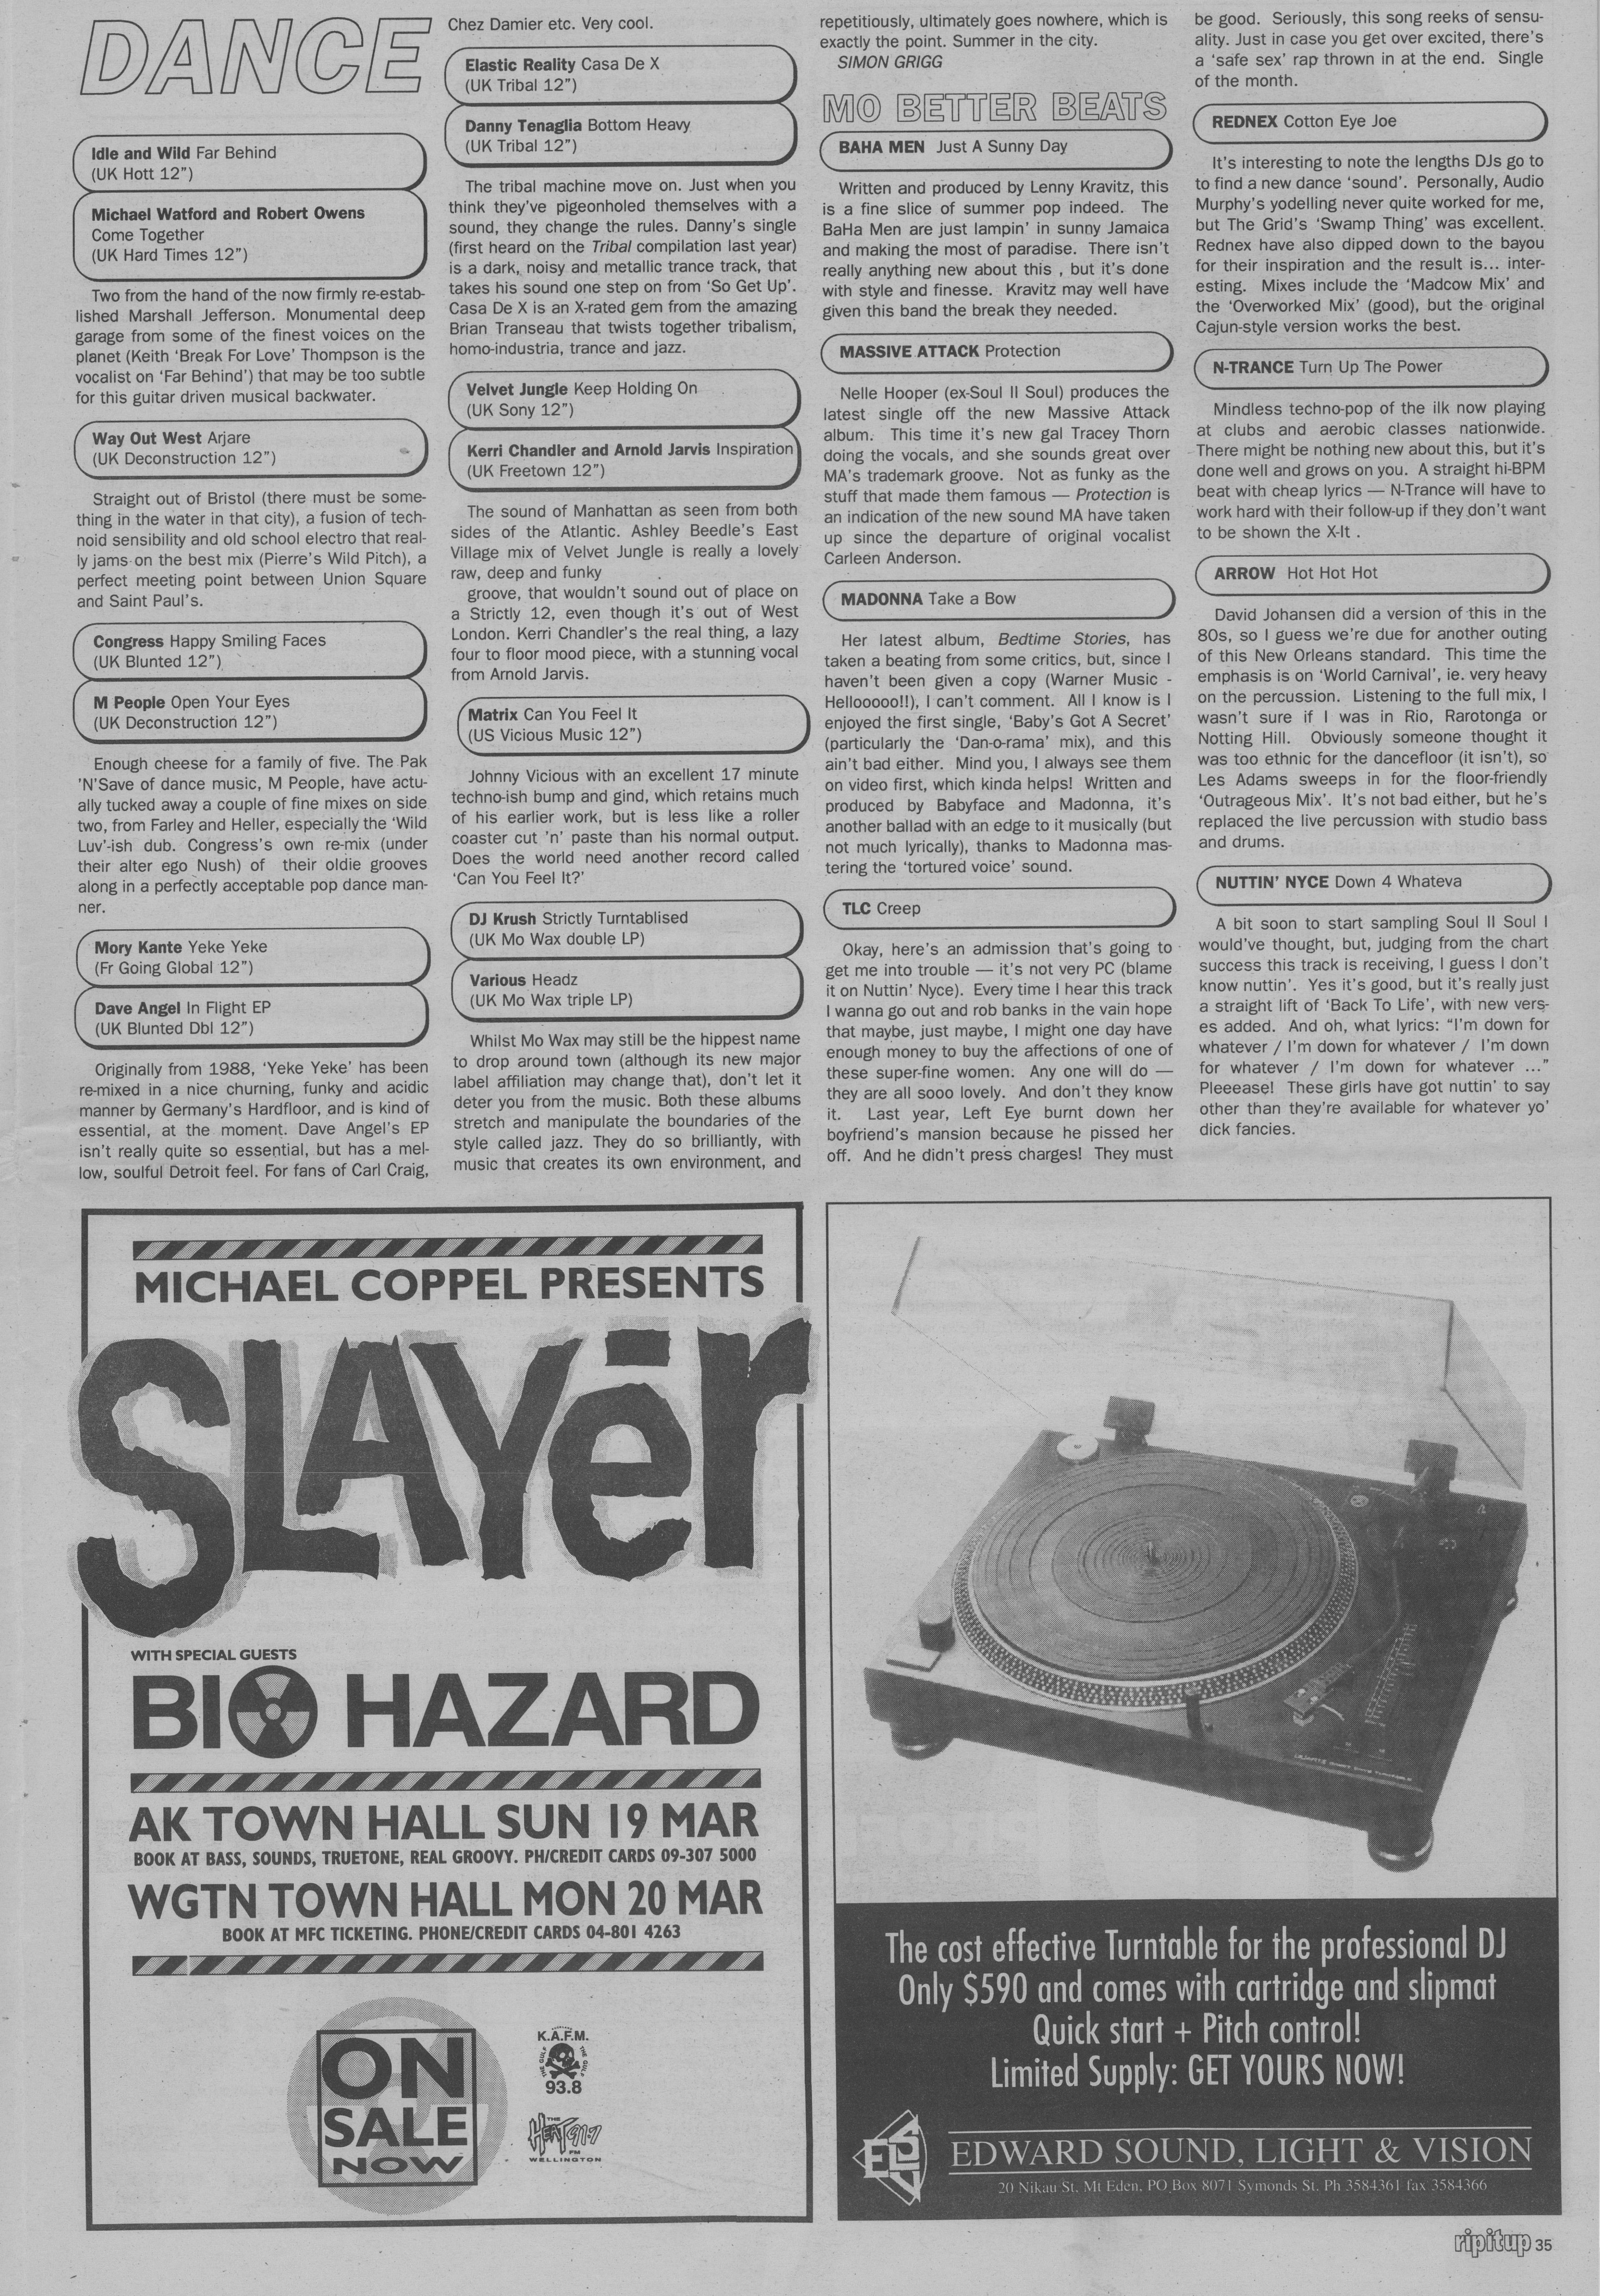 DANCE
Idle and Wild Far Behind
(UK Hott 12”)
Michael Watford and Robert Owens
Come Together
(UK Hard Times 12”)
Two from the hand of the now firmly re-estab-
lished Marshall Jefferson. Monumental deep
garage from some of the finest voices on the
planet (Keith ‘Break For Love’ Thompson is the
vocalist on ‘Far Behind’) that may be too subtle
for this guitar driven musical backwater.
Way Out West Arjare
(UK Deconstruction 12”)
Straight out of Bristol (there must be some-
thing in the water in that city), a fusion of tech-
noid sensibility and old school electro that real-
ly jams on the best mix (Pierre’s Wild Pitch), a
perfect meeting point between Union Square
and Saint Paul’s.
Congress Happy Smiling Faces
(UK Blunted 12”)
M People Open Your Eyes
(UK Deconstruction 12”)
Enough cheese for a family of five. The Pak
’N’Save of dance music, M People, have actu-
ally tucked away a couple of fine mixes on side
two, from Farley and Heller, especially the ‘Wild
Luv’-ish dub. Congress’s own re-mix (under
their alter ego Nush) of their oldie grooves
along in a perfectly acceptable pop dance man-
ner.
Mory Kante Yeke Yeke
(Fr Going Global 12”)
Dave Angel In Flight EP
(UK Blunted Dbl 12”)
Originally from 1988, ‘Yeke Yeke’ has been
re-mixed in a nice churning, funky and acidic
manner by Germany’s Hardfloor, and is kind of
essential, at the moment. Dave Angel’s EP
isn’t really quite so essential, but has a mel-
low, soulful Detroit feel. For fans of Carl Craig,
Chez Damier etc. Very cool.
Elastic Reality Casa De X
(UK Tribal 12”)
Danny Tenaglia Bottom Heavy
(UK Tribal 12”)
The tribal machine move on. Just when you
think they’ve pigeonholed themselves with a
sound, they change the rules. Danny’s single
(first heard on the Tribal compilation last year)
is a dark, noisy and metallic trance track, that
takes his sound one step on from ‘So Get Up’.
Casa De X is an X-rated gem from the amazing
Brian Transeau that twists together tribalism,
homo-industria, trance and jazz.
Velvet Jungle Keep Holding On
(UK Sony 12”)
Kerri Chandler and Arnold Jarvis Inspiration
(UK Freetown 12”)
The sound of Manhattan as seen from both
sides of the Atlantic. Ashley Beedle’s East
Village mix of Velvet Jungle is really a lovely
raw, deep and funky
groove, that wouldn’t sound out of place on
a Strictly 12, even though it’s out of West
London. Kerri Chandler’s the real thing, a lazy
four to floor mood piece, with a stunning vocal
from Arnold Jarvis.
Matrix Can You Feel It
(US Vicious Music 12”)
Johnny Vicious with an excellent 17 minute
techno-ish bump and gind, which retains much
of his earlier work, but is less like a roller
coaster cut ’n’ paste than his normal output.
Does the world need another record called
‘Can You Feel It?’
DJ Krush Strictly Turntablised
(UK Mo Wax double LP)
Various Headz
(UK Mo Wax triple LP)
Whilst Mo Wax may still be the hippest name
to drop around town (although its new major
label affiliation may change that), don’t let it
deter you from the music. Both these albums
stretch and manipulate the boundaries of the
style called jazz. They do so brilliantly, with
music that creates its own environment, and
repetitiously, ultimately goes nowhere, which is
exactly the point. Summer in the city.
SIMON GRIGG
MO BETTER BEATS
BAHA MEN Just A Sunny Day
Written and produced by Lenny Kravitz, this
is a fine slice of summer pop indeed. The
BaHa Men are just lampin’ in sunny Jamaica
and making the most of paradise. There isn’t
really anything new about this , but it’s done
with style and finesse. Kravitz may well have
given this band the break they needed.
MASSIVE ATTACK Protection
Nelle Hooper (ex-Soul II Soul) produces the
latest single off the new Massive Attack
album. This time it’s new gal Tracey Thorn
doing the vocals, and she sounds great over
MA’s trademark groove. Not as funky as the
stuff that made them famous — Protection is
an indication of the new sound MA have taken
up since the departure of original vocalist
Carleen Anderson.
MADONNA Take a Bow
Her latest album, Bedtime Stories, has
taken a beating from some critics, but, since I
haven’t been given a copy (Warner Music -
Hellooooo!!), I can’t comment. All I know is I
enjoyed the first single, ‘Baby’s Got A Secret’
(particularly the ‘Dan-o-rama’ mix), and this
ain’t bad either. Mind you, I always see them
on video first, which kinda helps! Written and
produced by Babyface and Madonna, it’s
another ballad with an edge to it musically (but
not much lyrically), thanks to Madonna mas-
tering the ‘tortured voice’ sound.
TLC Creep
Okay, here’s an admission that’s going to
get me into trouble — it’s not very PC (blame
it on Nuttin’ Nyce). Every time I hear this track
I wanna go out and rob banks in the vain hope
that maybe, just maybe, I might one day have
enough money to buy the affections of one of
these super-fine women. Any one will do —
they are all sooo lovely. And don’t they know
it. Last year, Left Eye burnt down her
boyfriend’s mansion because he pissed her
off. And he didn’t press charges! They must
be good. Seriously, this song reeks of sensu-
ality. Just in case you get over excited, there’s
a ‘safe sex’ rap thrown in at the end. Single
of the month.
REDNEX Cotton Eye Joe
It’s interesting to note the lengths DJs go to
to find a new dance ‘sound’. Personally, Audio
Murphy’s yodelling never quite worked for me,
but The Grid’s ‘Swamp Thing’ was excellent.
Rednex have also dipped down to the bayou
for their inspiration and the result is... inter-
esting. Mixes include the ‘Madcow Mix’ and
the ‘Overworked Mix’ (good), but the original
Cajun-style version works the best.
N-TRANCE Turn Up The Power
Mindless techno-pop of the ilk now playing
at clubs and aerobic classes nationwide.
There might be nothing new about this, but it’s
done well and grows on you. A straight hi-BPM
beat with cheap lyrics — N-Trance will have to
work hard with their follow-up if they don’t want
to be shown the X-It .
ARROW Hot Hot Hot
David Johansen did a version of this in the
80s, so I guess we’re due for another outing
of this New Orleans standard. This time the
emphasis is on ‘World Carnival’, ie. very heavy
on the percussion. Listening to the full mix, I
wasn’t sure if I was in Rio, Rarotonga or
Notting Hill. Obviously someone thought it
was too ethnic for the dancefloor (it isn’t), so
Les Adams sweeps in for the floor-friendly
‘Outrageous Mix’. It’s not bad either, but he’s
replaced the live percussion with studio bass
and drums.
NUTTIN’ NYCE Down 4 Whateva
A bit soon to start sampling Soul II Soul I
would’ve thought, but, judging from the chart
success this track is receiving, I guess I don’t
know nuttin’. Yes it’s good, but it’s really just
a straight lift of ‘Back To Life’, with new vers-
es added. And oh, what lyrics: “I’m down for
whatever / I’m down for whatever / I’m down
for whatever / I’m down for whatever ...”
Pleeease! These girls have got nuttin’ to say
other than they’re available for whatever yo’
dick fancies.
MICHAEL COPPEL PRESENTS
SLAYēr
WITH SPECIAL GUESTS
BIO HAZARD
AK TOWN HALL SUN 19 MAR
BOOK AT BASS, SOUNDS, TRUETONE, REAL GROOVY. PH/CREDIT CARDS 09-307 5000
WGTN TOWN HALL MON 20 MAR
BOOK AT MFC TICKETING. PHONE/CREDIT CARDS 04-801 4263
ON
SALE
NOW
K.A.F.M.
THE GULF THE GULF
93.8
THE
HEAT 91·7
FM
WELLINGTON
The cost effective Turntable for the professional DJ
Only $590 and comes with cartridge and slipmat
Quick start + Pitch control!
Limited Supply: GET YOURS NOW!
ESLV
EDWARD SOUND, LIGHT & VISION
20 Nikau St, Mt Eden, PO Box 8071 Symonds St. Ph 3584361 fax 3584366
ripitup 35